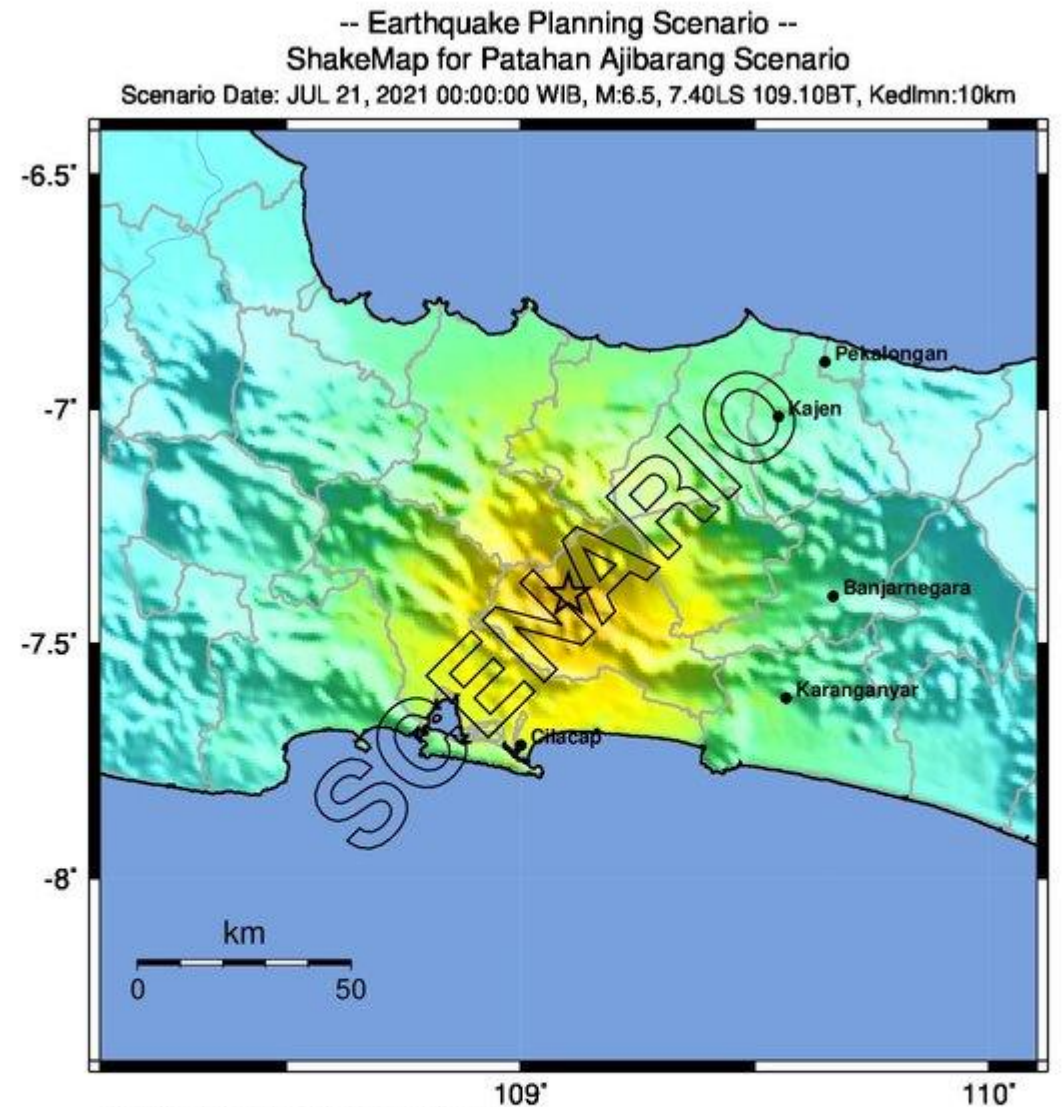 -- Earthquake Planning Scenario --
ShakeMap for Patahan Ajibarang Scenario
Scenario Date: JUL 21, 2021 00:00:00 WIB, M:6.5, 7.40LS 109.10BT, Kedlmn:10km
-6.5°
Pekalongan
-7°
Kajen
SCENARIO
Banjarnegara
-7.5°
Karanganyar
Cilacap
-8°
km
0 50
109° 110°